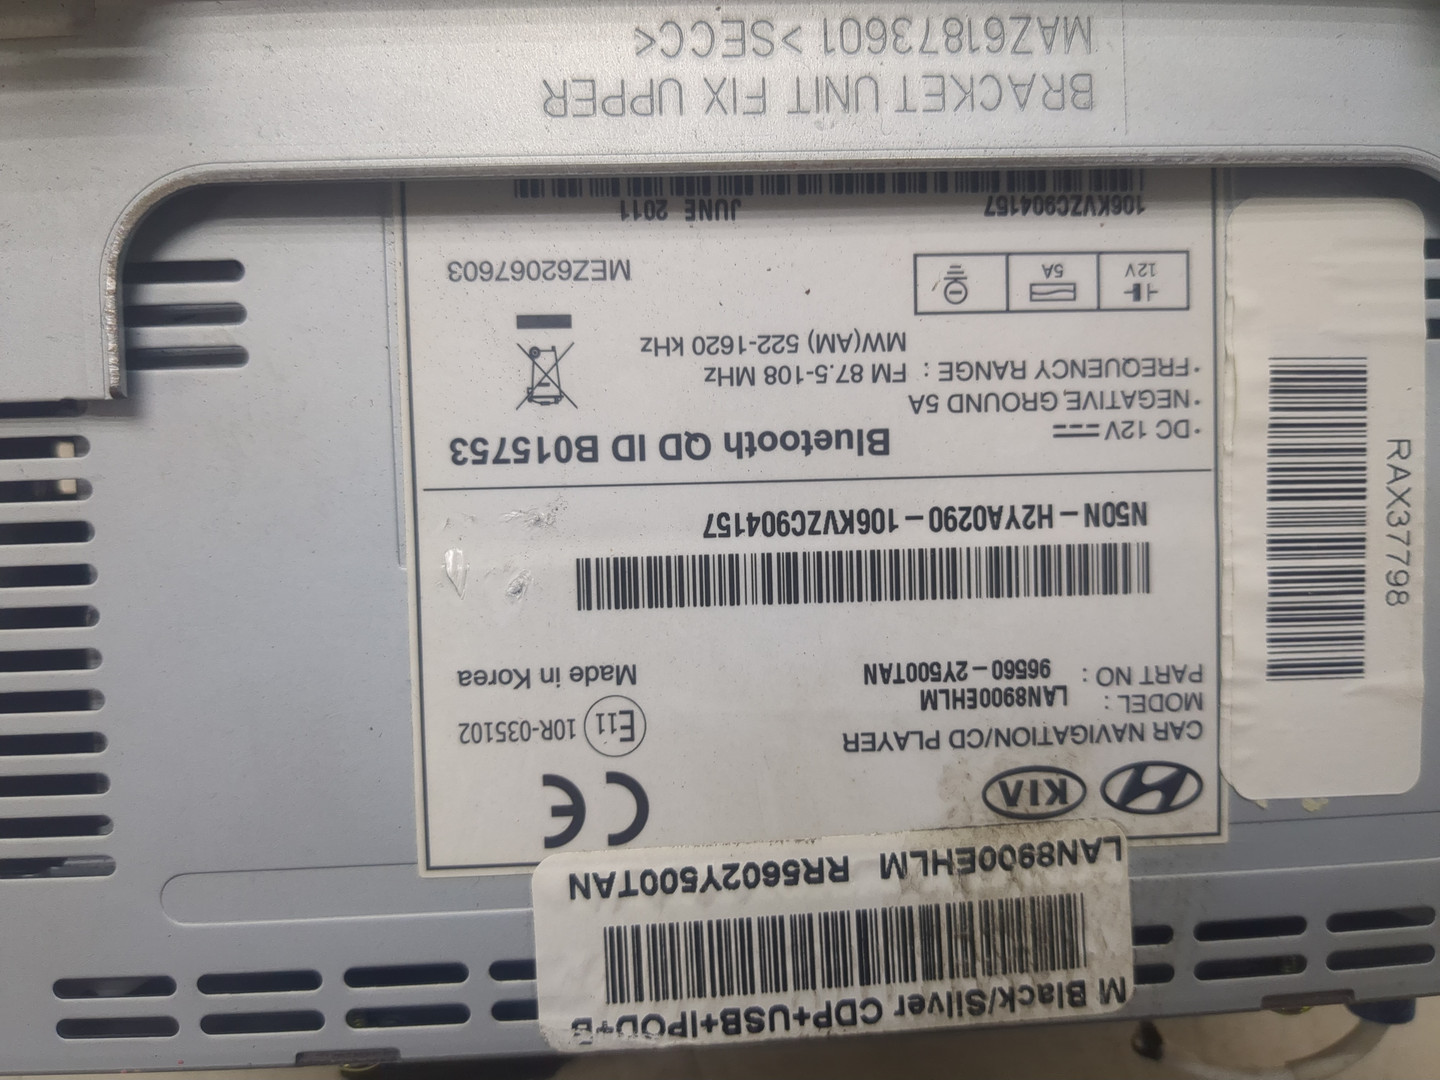 M Black/Silver CDP+USB+IPOD+B
LAN8900EHLM RR5602Y500TAN
KIA
CE
CAR NAVIGATION/CD PLAYER
MODEL : LAN8900EHLM
PART NO : 96560-2Y500TAN
E11 10R-035102
Made in Korea
N50N-H2YA0290-106KVZC904157
•DC 12V
•NEGATIVE GROUND 5A
•FREQUENCY RANGE : FM 87.5-108 MHz
MW(AM) 522-1620 kHz
Bluetooth QD ID B015753
12V
5A
MEZ62067603
106KVZC904157 JUNE 2011
BRACKET UNIT FIX UPPER
MAZ61873601 >SECC<
RAX37798